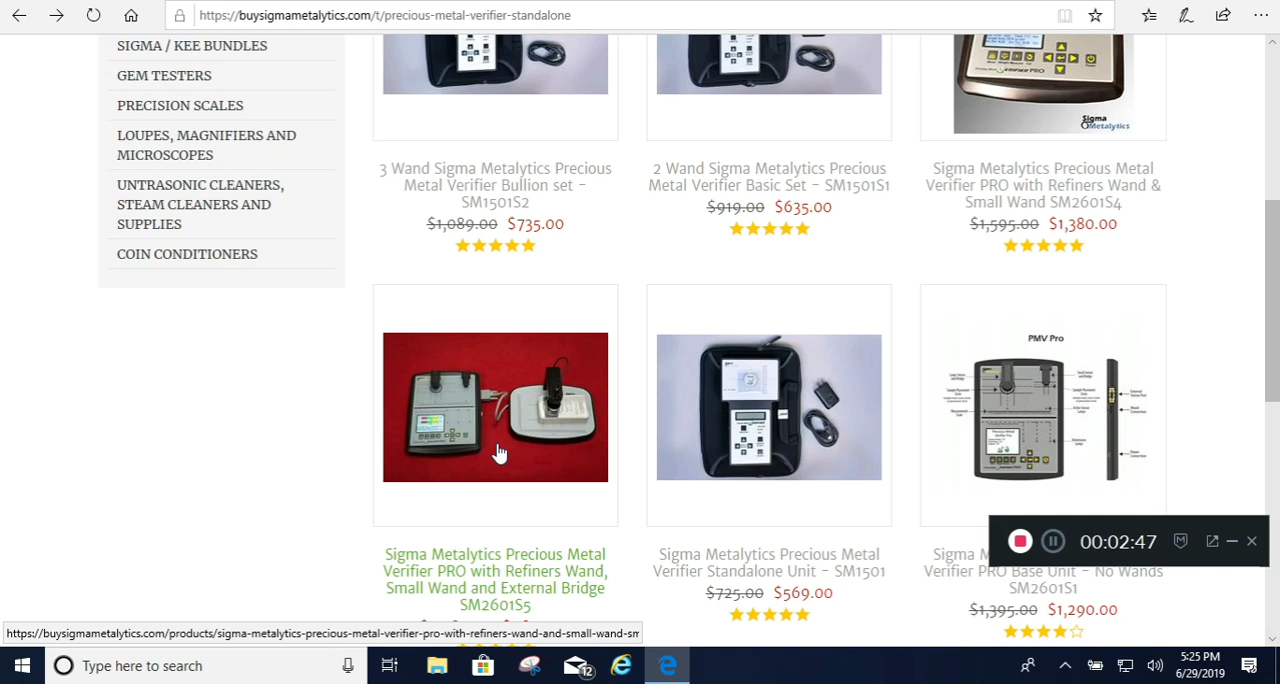 https://buysigmametalytics.com/t/precious-metal-verifier-standalone
SIGMA / KEE BUNDLES
GEM TESTERS
PRECISION SCALES
LOUPES, MAGNIFIERS AND
MICROSCOPES
UNTRASONIC CLEANERS,
STEAM CLEANERS AND
SUPPLIES
COIN CONDITIONERS
VERIFIER PRO
Sigma
Metalytics
3 Wand Sigma Metalytics Precious
Metal Verifier Bullion set -
SM1501S2
$1,089.00 $735.00
2 Wand Sigma Metalytics Precious
Metal Verifier Basic Set - SM1501S1
$919.00 $635.00
Sigma Metalytics Precious Metal
Verifier PRO with Refiners Wand &
Small Wand SM2601S4
$1,595.00 $1,380.00
PMV Pro
Sigma Metalytics Precious Metal
Verifier PRO with Refiners Wand,
Small Wand and External Bridge
SM2601S5
Sigma Metalytics Precious Metal
Verifier Standalone Unit - SM1501
$725.00 $569.00
Sigma M
Verifier PRO Base Unit - No Wands
SM2601S1
$1,395.00 $1,290.00
00:02:47
https://buysigmametalytics.com/products/sigma-metalytics-precious-metal-verifier-pro-with-refiners-wand-and-small-wand-sm
Type here to search
12
5:25 PM
6/29/2019